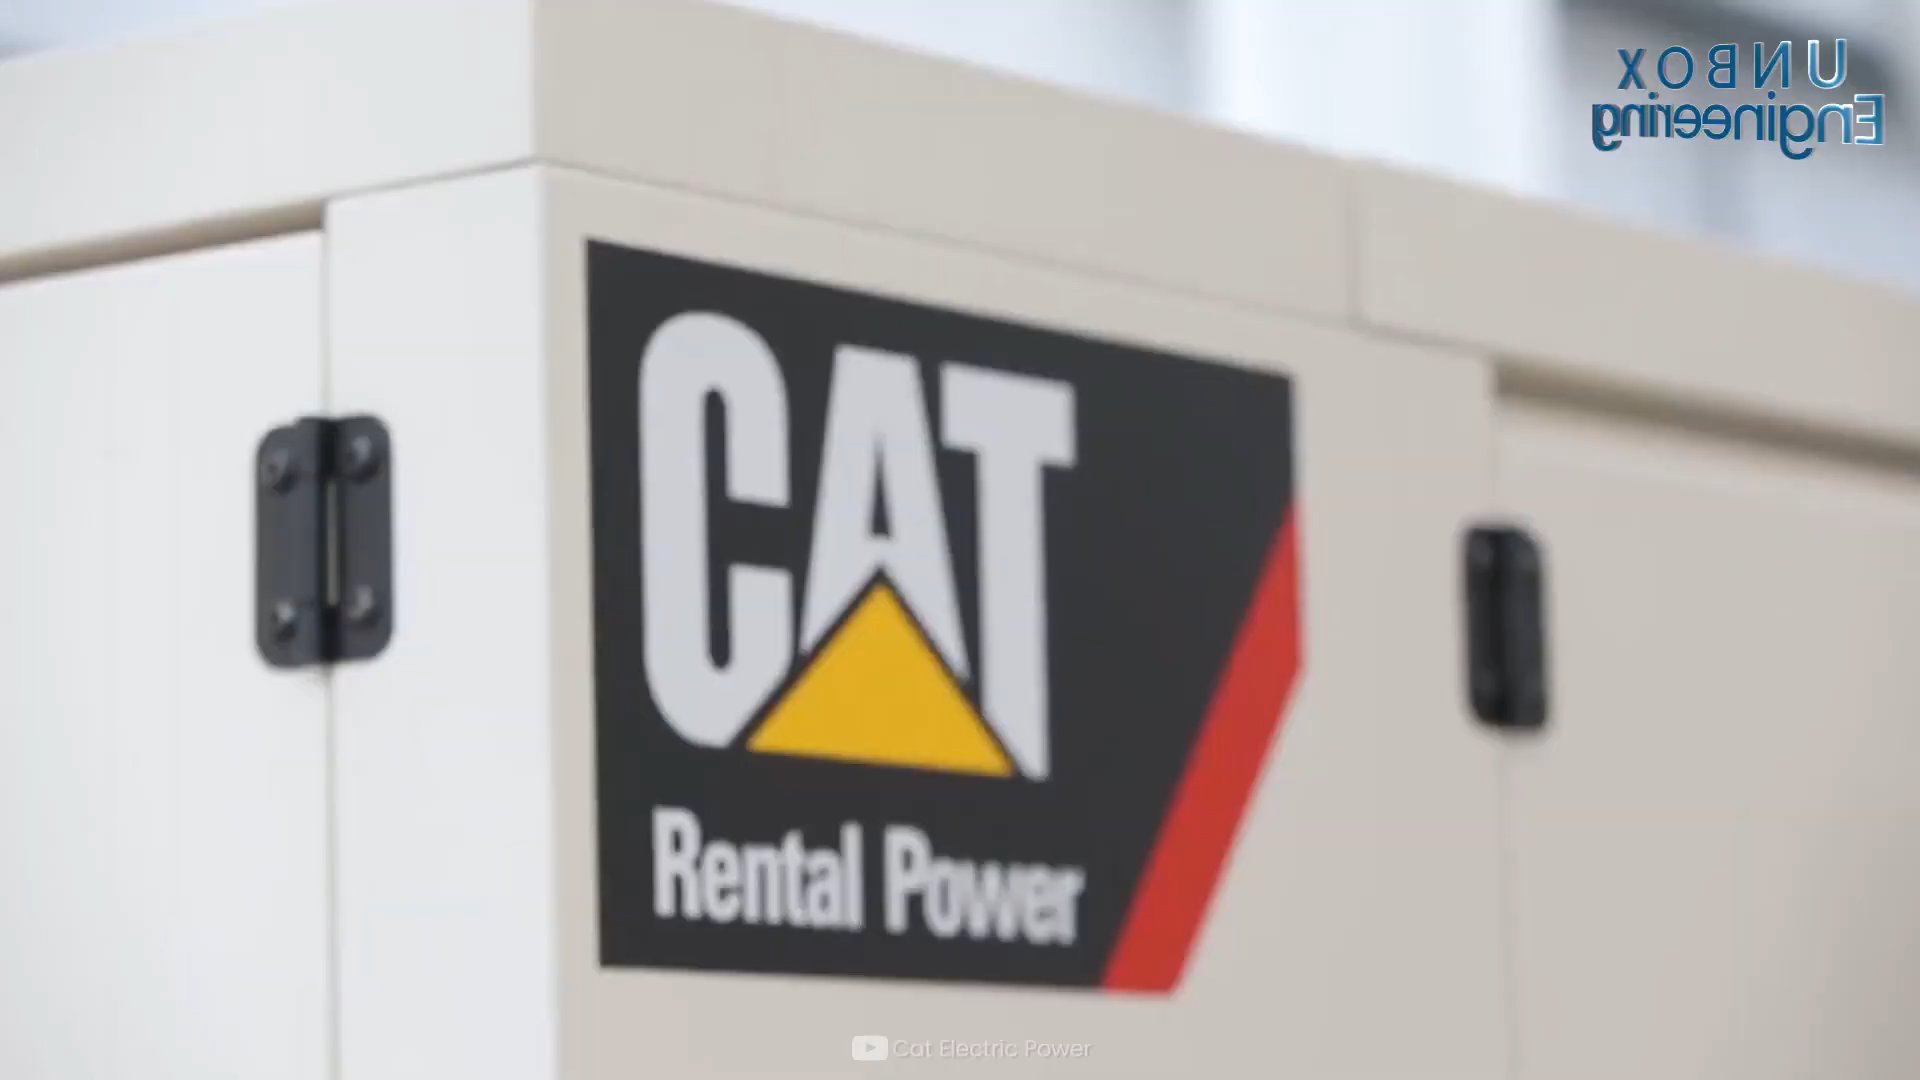 UNBOX
Engineering
CAT
Rental Power
Cat Electric Power